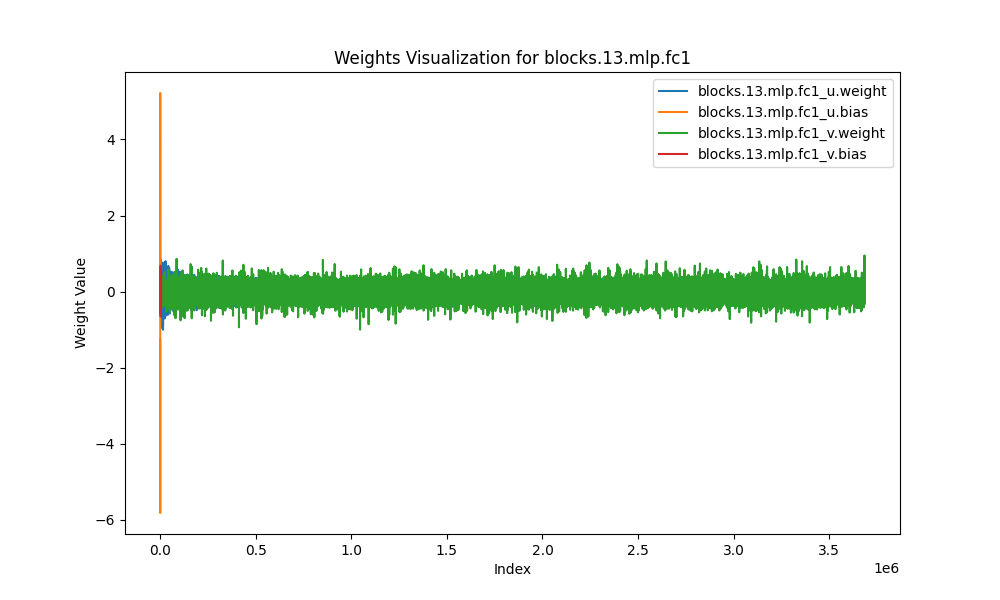 Weights Visualization for blocks.13.mlp.fc1
blocks.13.mlp.fc1_u.weight
blocks.13.mlp.fc1_u.bias
blocks.13.mlp.fc1_v.weight
blocks.13.mlp.fc1_v.bias
Weight Value
4
2
0
−2
−4
−6
0.0 0.5 1.0 1.5 2.0 2.5 3.0 3.5
1e6
Index